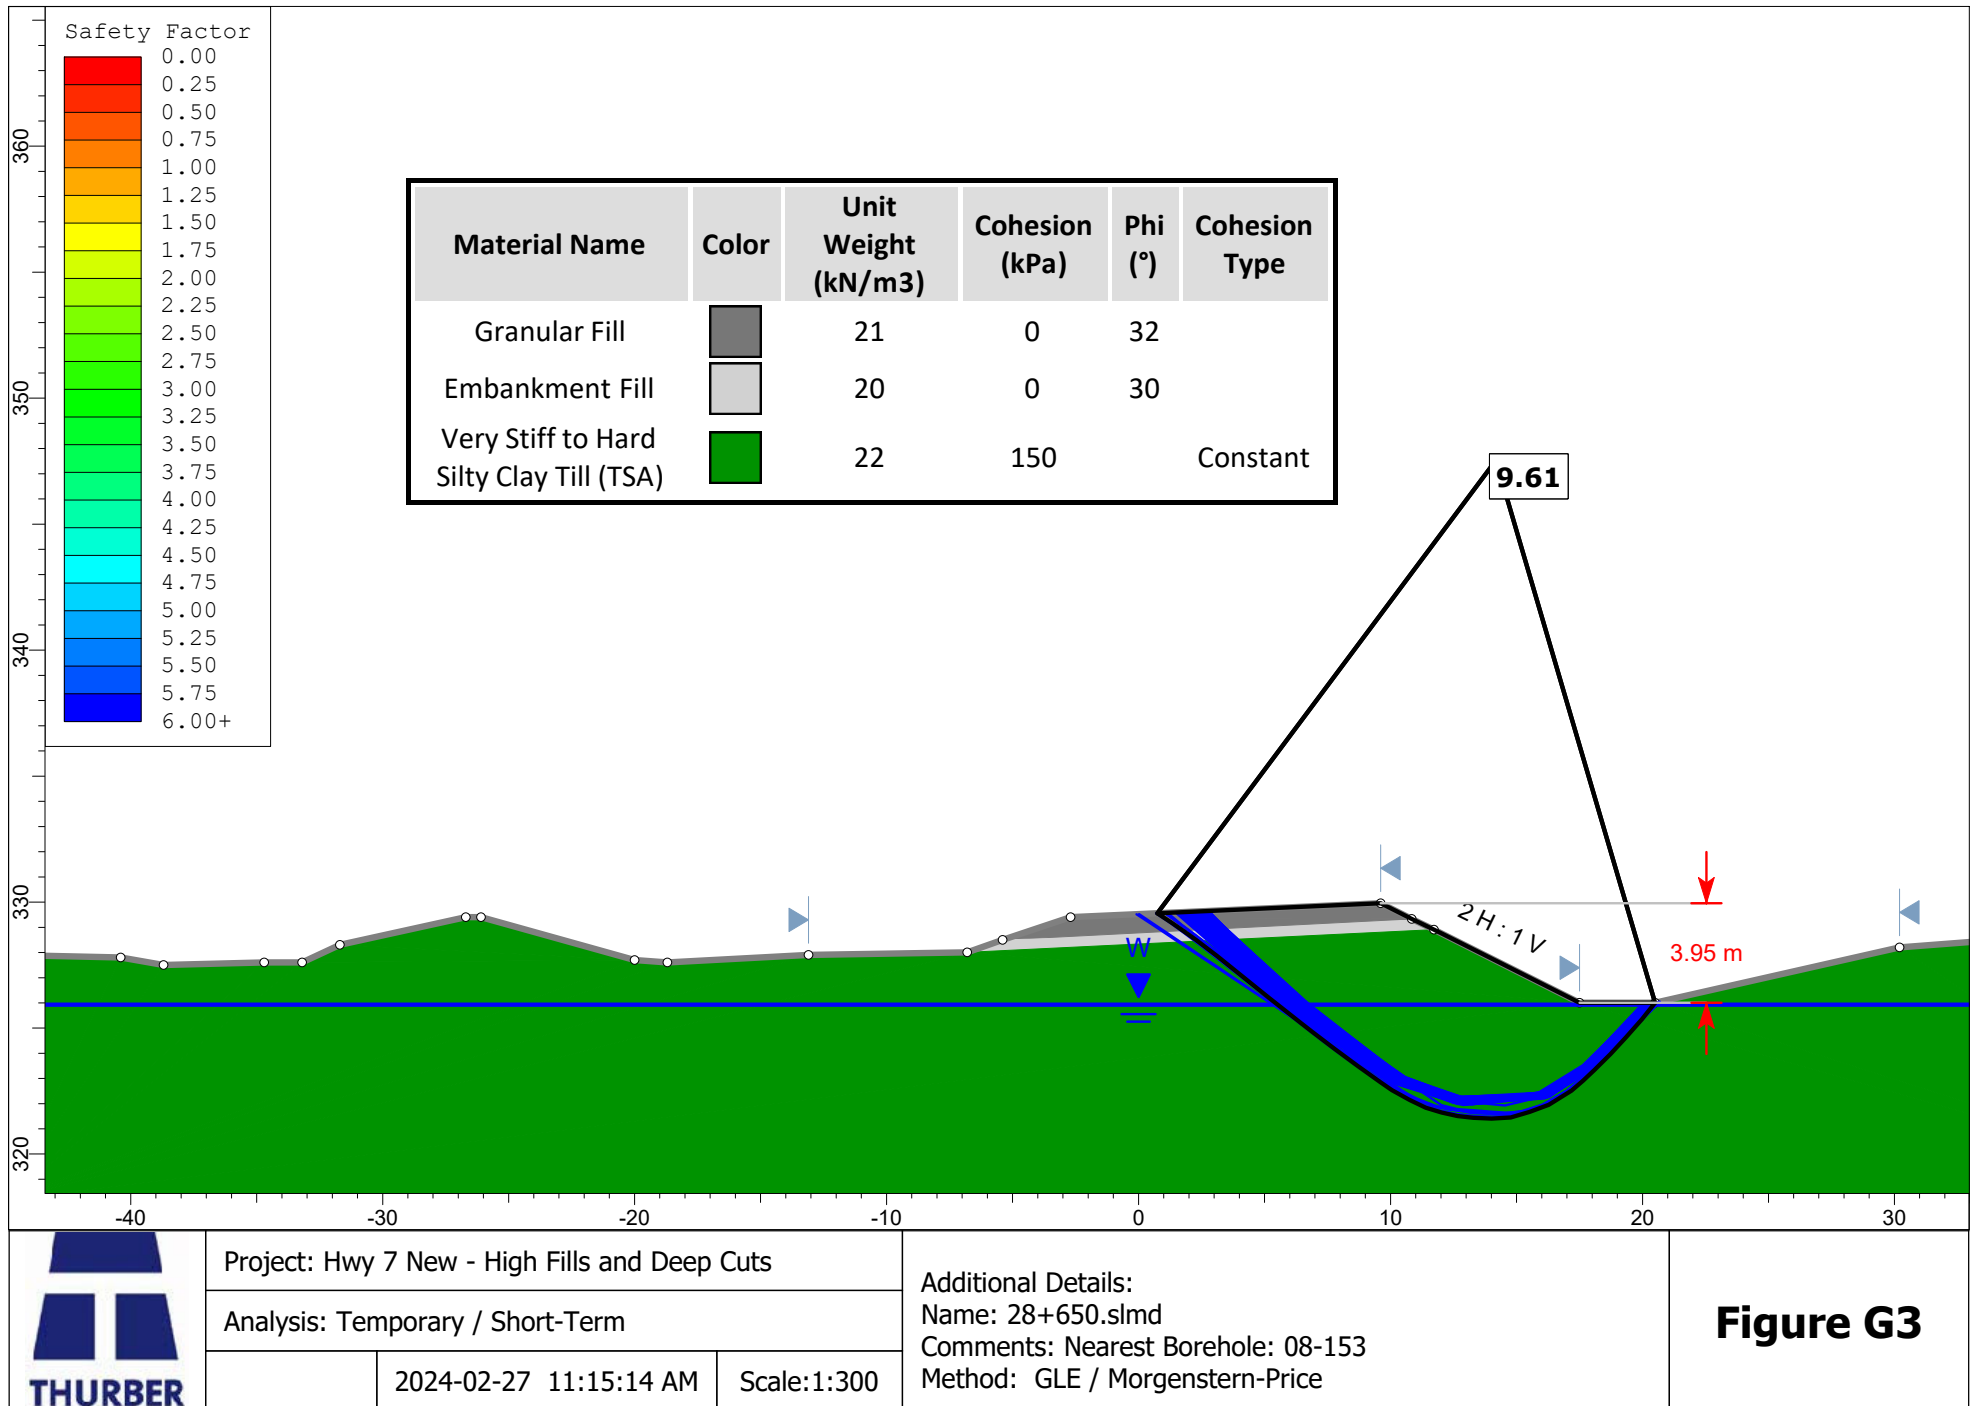 Safety Factor
0.00
0.25
0.50
0.75
1.00
1.25
1.50
1.75
2.00
2.25
2.50
2.75
3.00
3.25
3.50
3.75
4.00
4.25
4.50
4.75
5.00
5.25
5.50
5.75
6.00+
360
350
340
330
320
Material Name Color Unit Weight (kN/m3) Cohesion (kPa) Phi (°) Cohesion Type
Granular Fill 21 0 32
Embankment Fill 20 0 30
Very Stiff to Hard
Silty Clay Till (TSA) 22 150 Constant
9.61
2 H : 1 V
3.95 m
W
-40 -30 -20 -10 0 10 20 30
THURBER
Project: Hwy 7 New - High Fills and Deep Cuts
Analysis: Temporary / Short-Term
2024-02-27 11:15:14 AM Scale:1:300
Additional Details:
Name: 28+650.slmd
Comments: Nearest Borehole: 08-153
Method: GLE / Morgenstern-Price
Figure G3